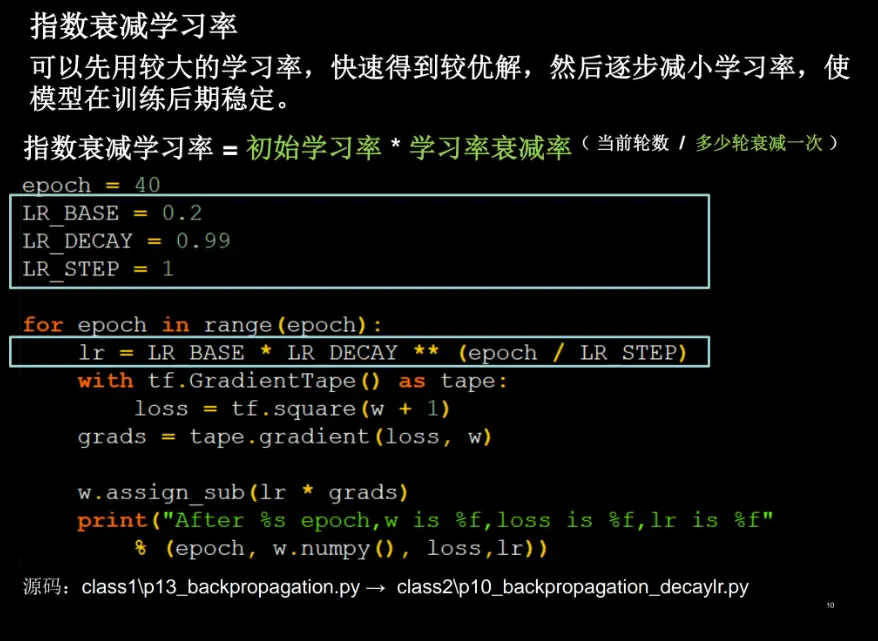 指数衰减学习率
可以先用较大的学习率，快速得到较优解，然后逐步减小学习率，使
模型在训练后期稳定。
指数衰减学习率 = 初始学习率 * 学习率衰减率（ 当前轮数 / 多少轮衰减一次 ）
epoch = 40
LR_BASE = 0.2
LR_DECAY = 0.99
LR_STEP = 1
for epoch in range(epoch):
    lr = LR_BASE * LR_DECAY ** (epoch / LR_STEP)
    with tf.GradientTape() as tape:
        loss = tf.square(w + 1)
    grads = tape.gradient(loss, w)
    w.assign_sub(lr * grads)
    print("After %s epoch,w is %f,loss is %f,lr is %f"
        % (epoch, w.numpy(), loss,lr))
源码：class1\p13_backpropagation.py → class2\p10_backpropagation_decaylr.py
10